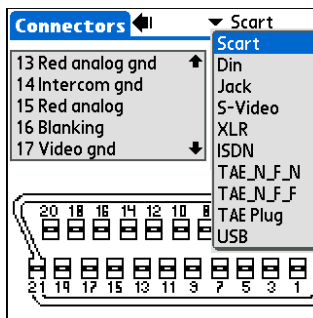 Connectors
Scart
13 Red analog gnd
14 Intercom gnd
15 Red analog
16 Blanking
17 Video gnd
Scart
Din
Jack
S-Video
XLR
ISDN
TAE_N_F_N
TAE_N_F_F
TAE Plug
USB
20 18 16 14 12 10 8
21 19 17 15 13 11 9 7 5 3 1